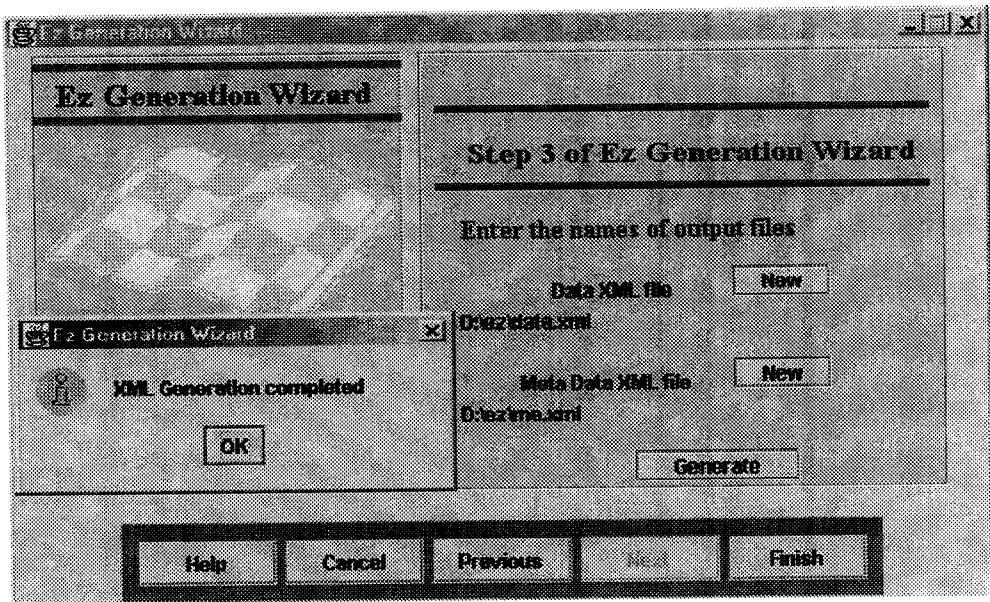 Ez Generation Wizard
Ez Generation Wizard
Step 3 of Ez Generation Wizard
Enter the names of output files
Data XML file
New
D:\ez\data.xml
Meta Data XML file
New
D:\ez\me.xml
Generate
Ez Generation Wizard
XML Generation completed
OK
Help
Cancel
Previous
Next
Finish